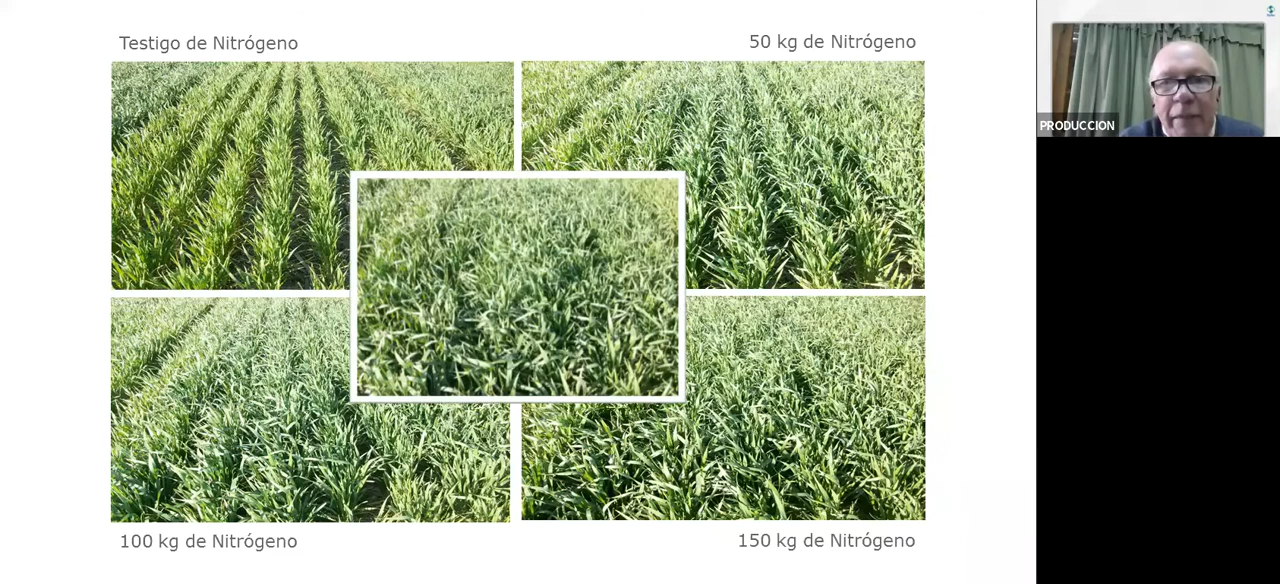 Testigo de Nitrógeno
50 kg de Nitrógeno
PRODUCCION
100 kg de Nitrógeno
150 kg de Nitrógeno